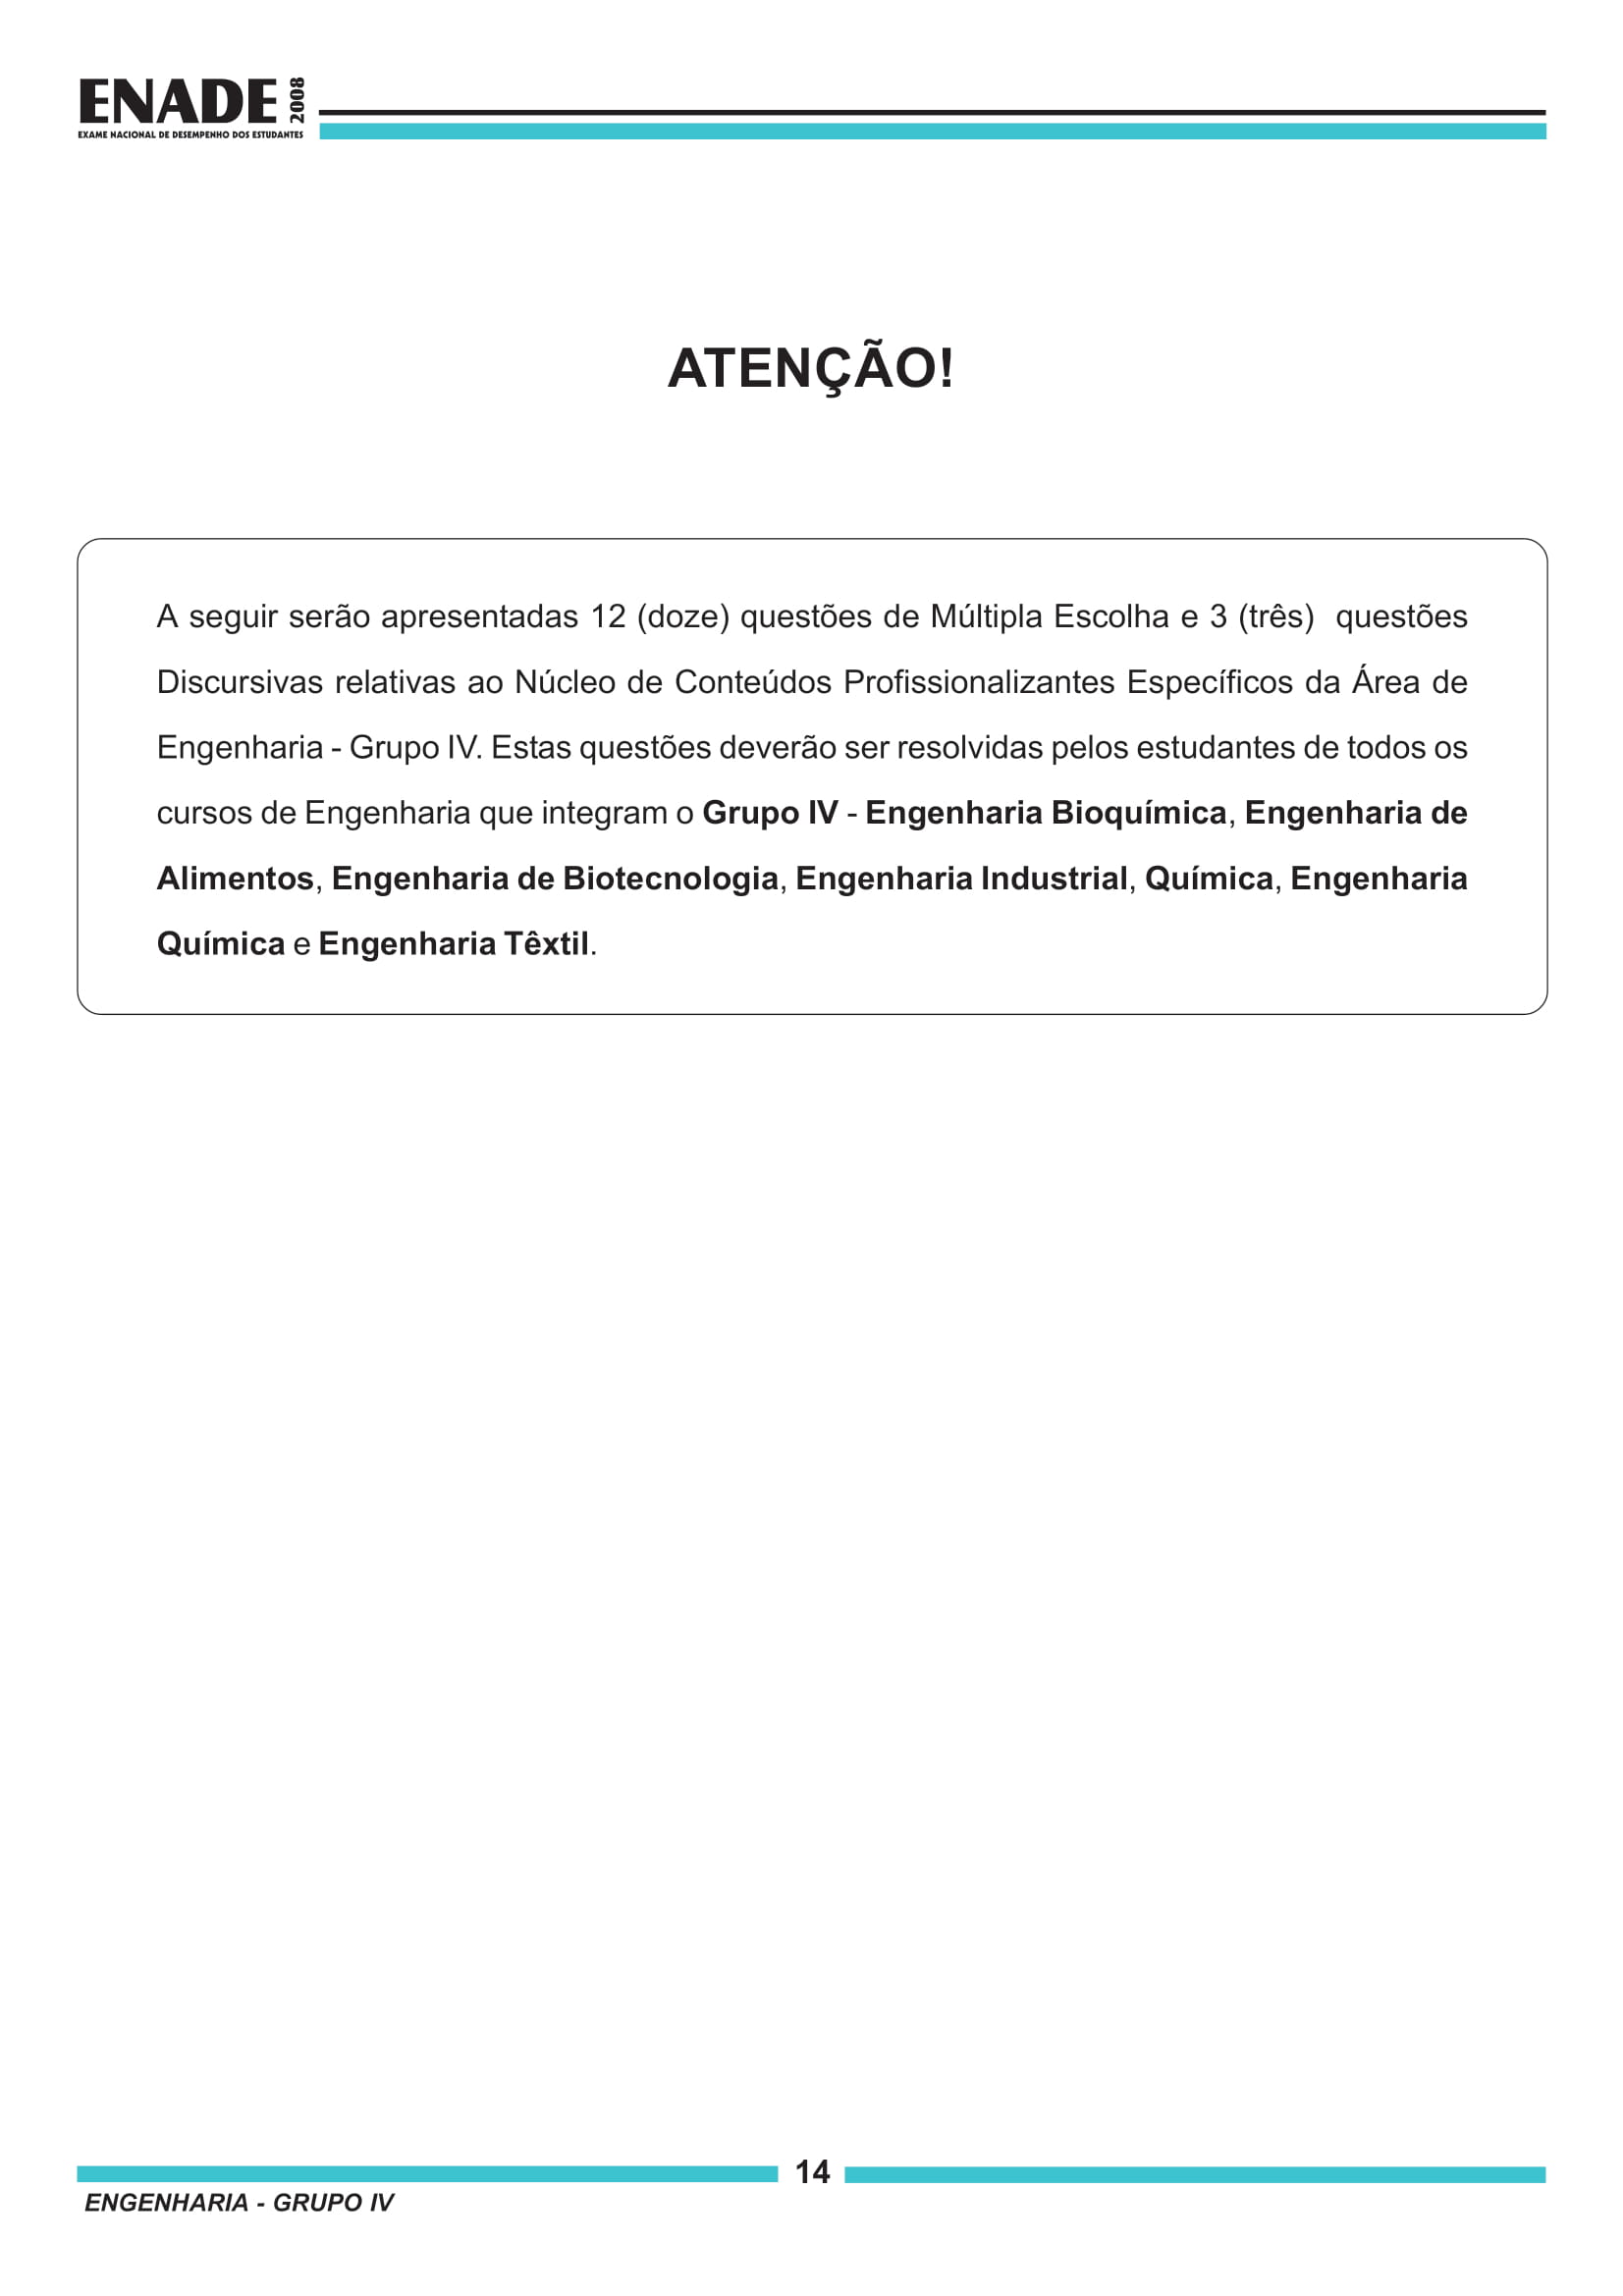 ENADE 2008
EXAME NACIONAL DE DESEMPENHO DOS ESTUDANTES
ATENÇÃO!
A seguir serão apresentadas 12 (doze) questões de Múltipla Escolha e 3 (três) questões
Discursivas relativas ao Núcleo de Conteúdos Profissionalizantes Específicos da Área de
Engenharia - Grupo IV. Estas questões deverão ser resolvidas pelos estudantes de todos os
cursos de Engenharia que integram o Grupo IV - Engenharia Bioquímica, Engenharia de
Alimentos, Engenharia de Biotecnologia, Engenharia Industrial, Química, Engenharia
Química e Engenharia Têxtil.
14
ENGENHARIA - GRUPO IV